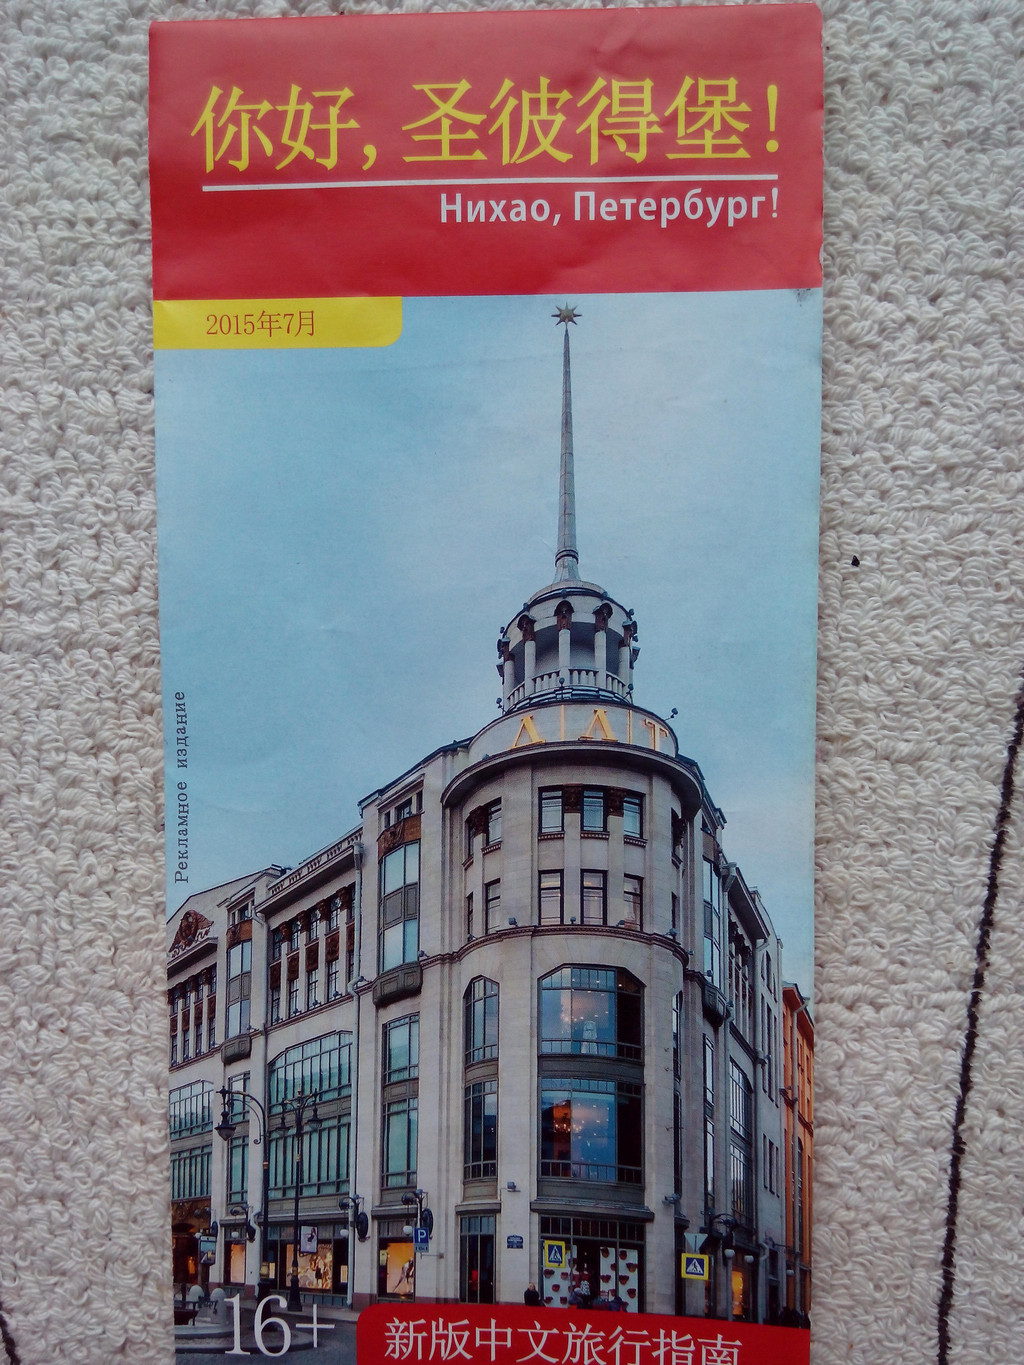 你好，圣彼得堡！
Нихао, Петербург!
2015年7月
Рекламное издание
ДЛТ
P
16+
新版中文旅行指南